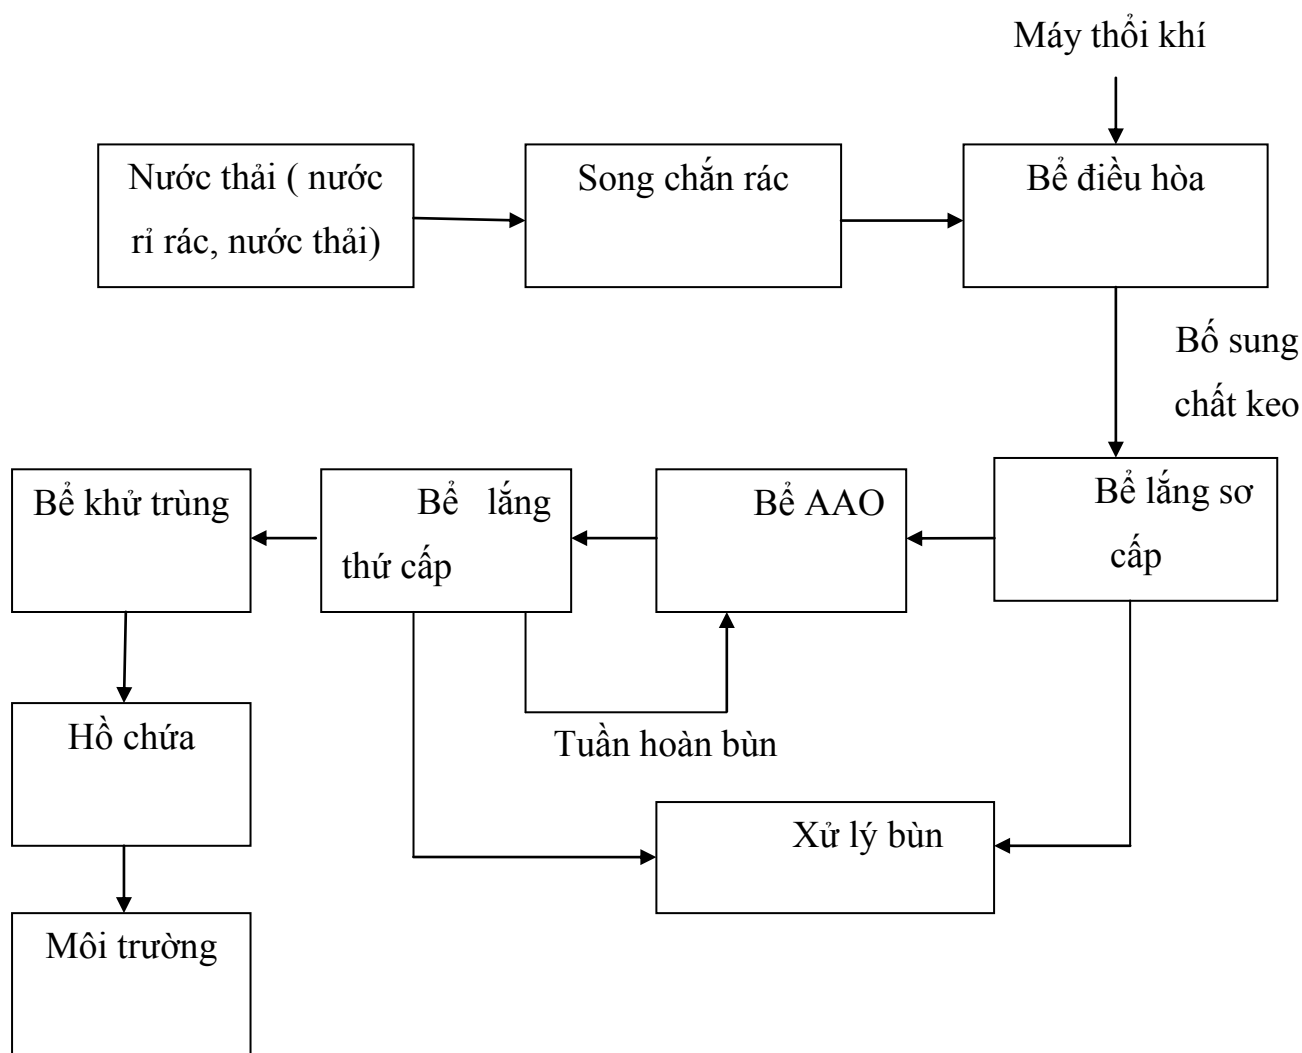 Máy thổi khí
Nước thải ( nước
rỉ rác, nước thải)
Song chắn rác
Bể điều hòa
Bố sung
chất keo
Bể khử trùng
Bể lắng
thứ cấp
Bể AAO
Bể lắng sơ
cấp
Tuần hoàn bùn
Hồ chứa
Xử lý bùn
Môi trường